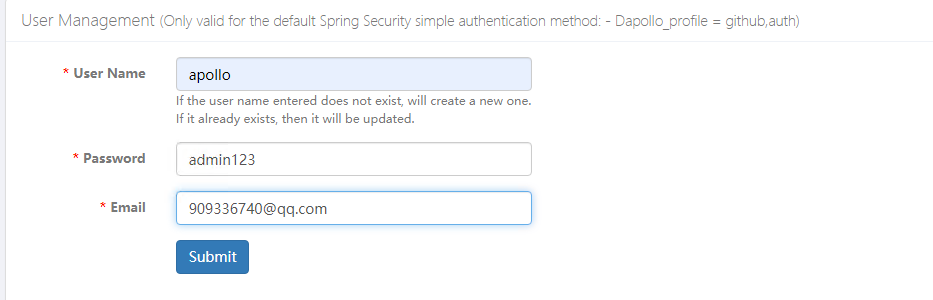 User Management (Only valid for the default Spring Security simple authentication method: - Dapollo_profile = github,auth)
* User Name
apollo
If the user name entered does not exist, will create a new one.
If it already exists, then it will be updated.
* Password
admin123
* Email
909336740@qq.com
Submit